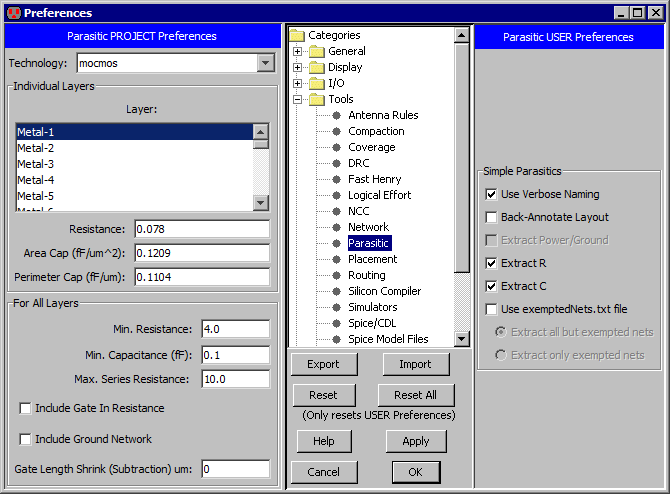 Preferences
Parasitic PROJECT Preferences
Technology: mocmos
Individual Layers
Layer:
Metal-1
Metal-2
Metal-3
Metal-4
Metal-5
Resistance: 0.078
Area Cap (fF/um^2): 0.1209
Perimeter Cap (fF/um): 0.1104
For All Layers
Min. Resistance: 4.0
Min. Capacitance (fF): 0.1
Max. Series Resistance: 10.0
Include Gate In Resistance
Include Ground Network
Gate Length Shrink (Subtraction) um: 0
Categories
General
Display
I/O
Tools
Antenna Rules
Compaction
Coverage
DRC
Fast Henry
Logical Effort
NCC
Network
Parasitic
Placement
Routing
Silicon Compiler
Simulators
Spice/CDL
Spice Model Files
Export Import
Reset Reset All
(Only resets USER Preferences)
Help Apply
Cancel OK
Parasitic USER Preferences
Simple Parasitics
Use Verbose Naming
Back-Annotate Layout
Extract Power/Ground
Extract R
Extract C
Use exemptedNets.txt file
Extract all but exempted nets
Extract only exempted nets